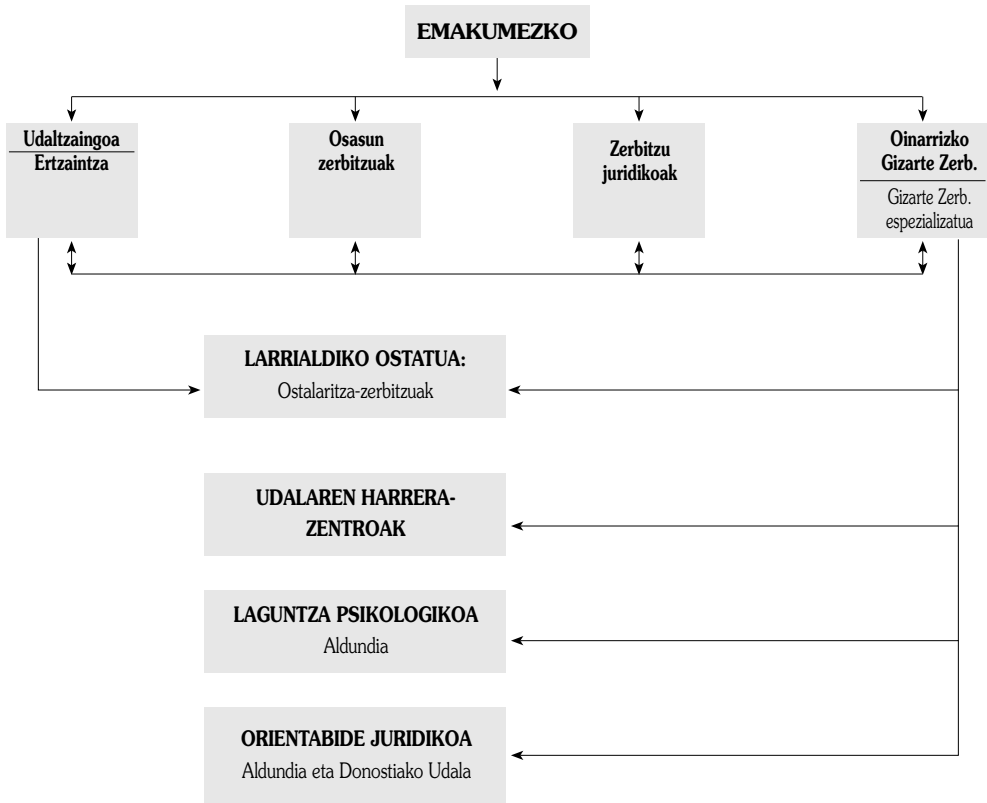 EMAKUMEZKO
Udaltzaingoa
Ertzaintza
Osasun
zerbitzuak
Zerbitzu
juridikoak
Oinarrizko
Gizarte Zerb.
Gizarte Zerb.
espezializatua
LARRIALDIKO OSTATUA:
Ostalaritza-zerbitzuak
UDALAREN HARRERA-
ZENTROAK
LAGUNTZA PSIKOLOGIKOA
Aldundia
ORIENTABIDE JURIDIKOA
Aldundia eta Donostiako Udala